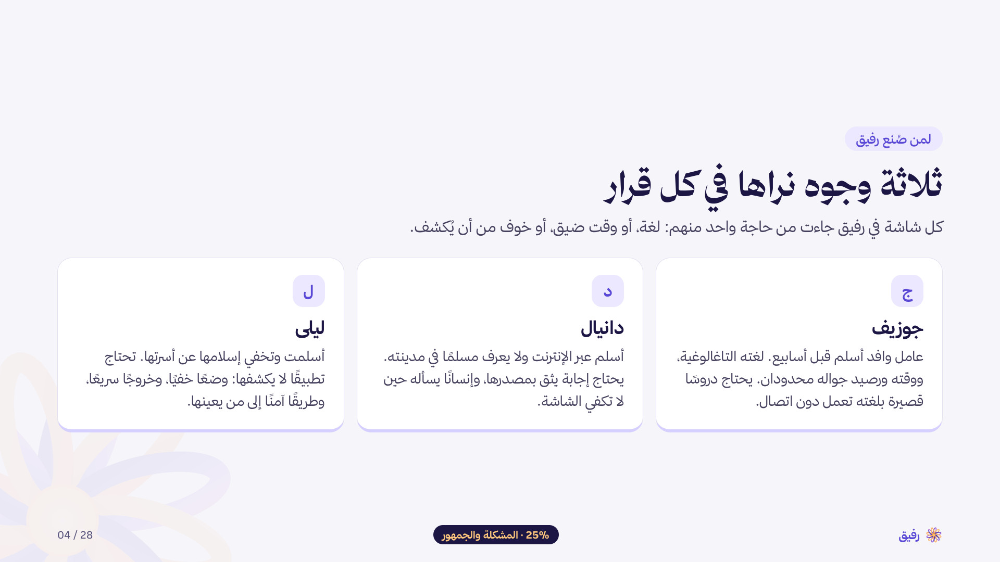 لمن صُنع رفيق
ثلاثة وجوه نراها في كل قرار
كل شاشة في رفيق جاءت من حاجة واحد منهم: لغة، أو وقت ضيق، أو خوف من أن يُكشف.
ج
جوزيف
عامل وافد أسلم قبل أسابيع. لغته التاغالوغية،
ووقته ورصيد جواله محدودان. يحتاج دروسًا
قصيرة بلغته تعمل دون اتصال.
د
دانيال
أسلم عبر الإنترنت ولا يعرف مسلمًا في مدينته.
يحتاج إجابة يثق بمصدرها، وإنسانًا يسأله حين
لا تكفي الشاشة.
ل
ليلى
أسلمت وتخفي إسلامها عن أسرتها. تحتاج
تطبيقًا لا يكشفها: وضعًا خفيًا، وخروجًا سريعًا،
وطريقًا آمنًا إلى من يعينها.
رفيق
25% · المشكلة والجمهور
04 / 28